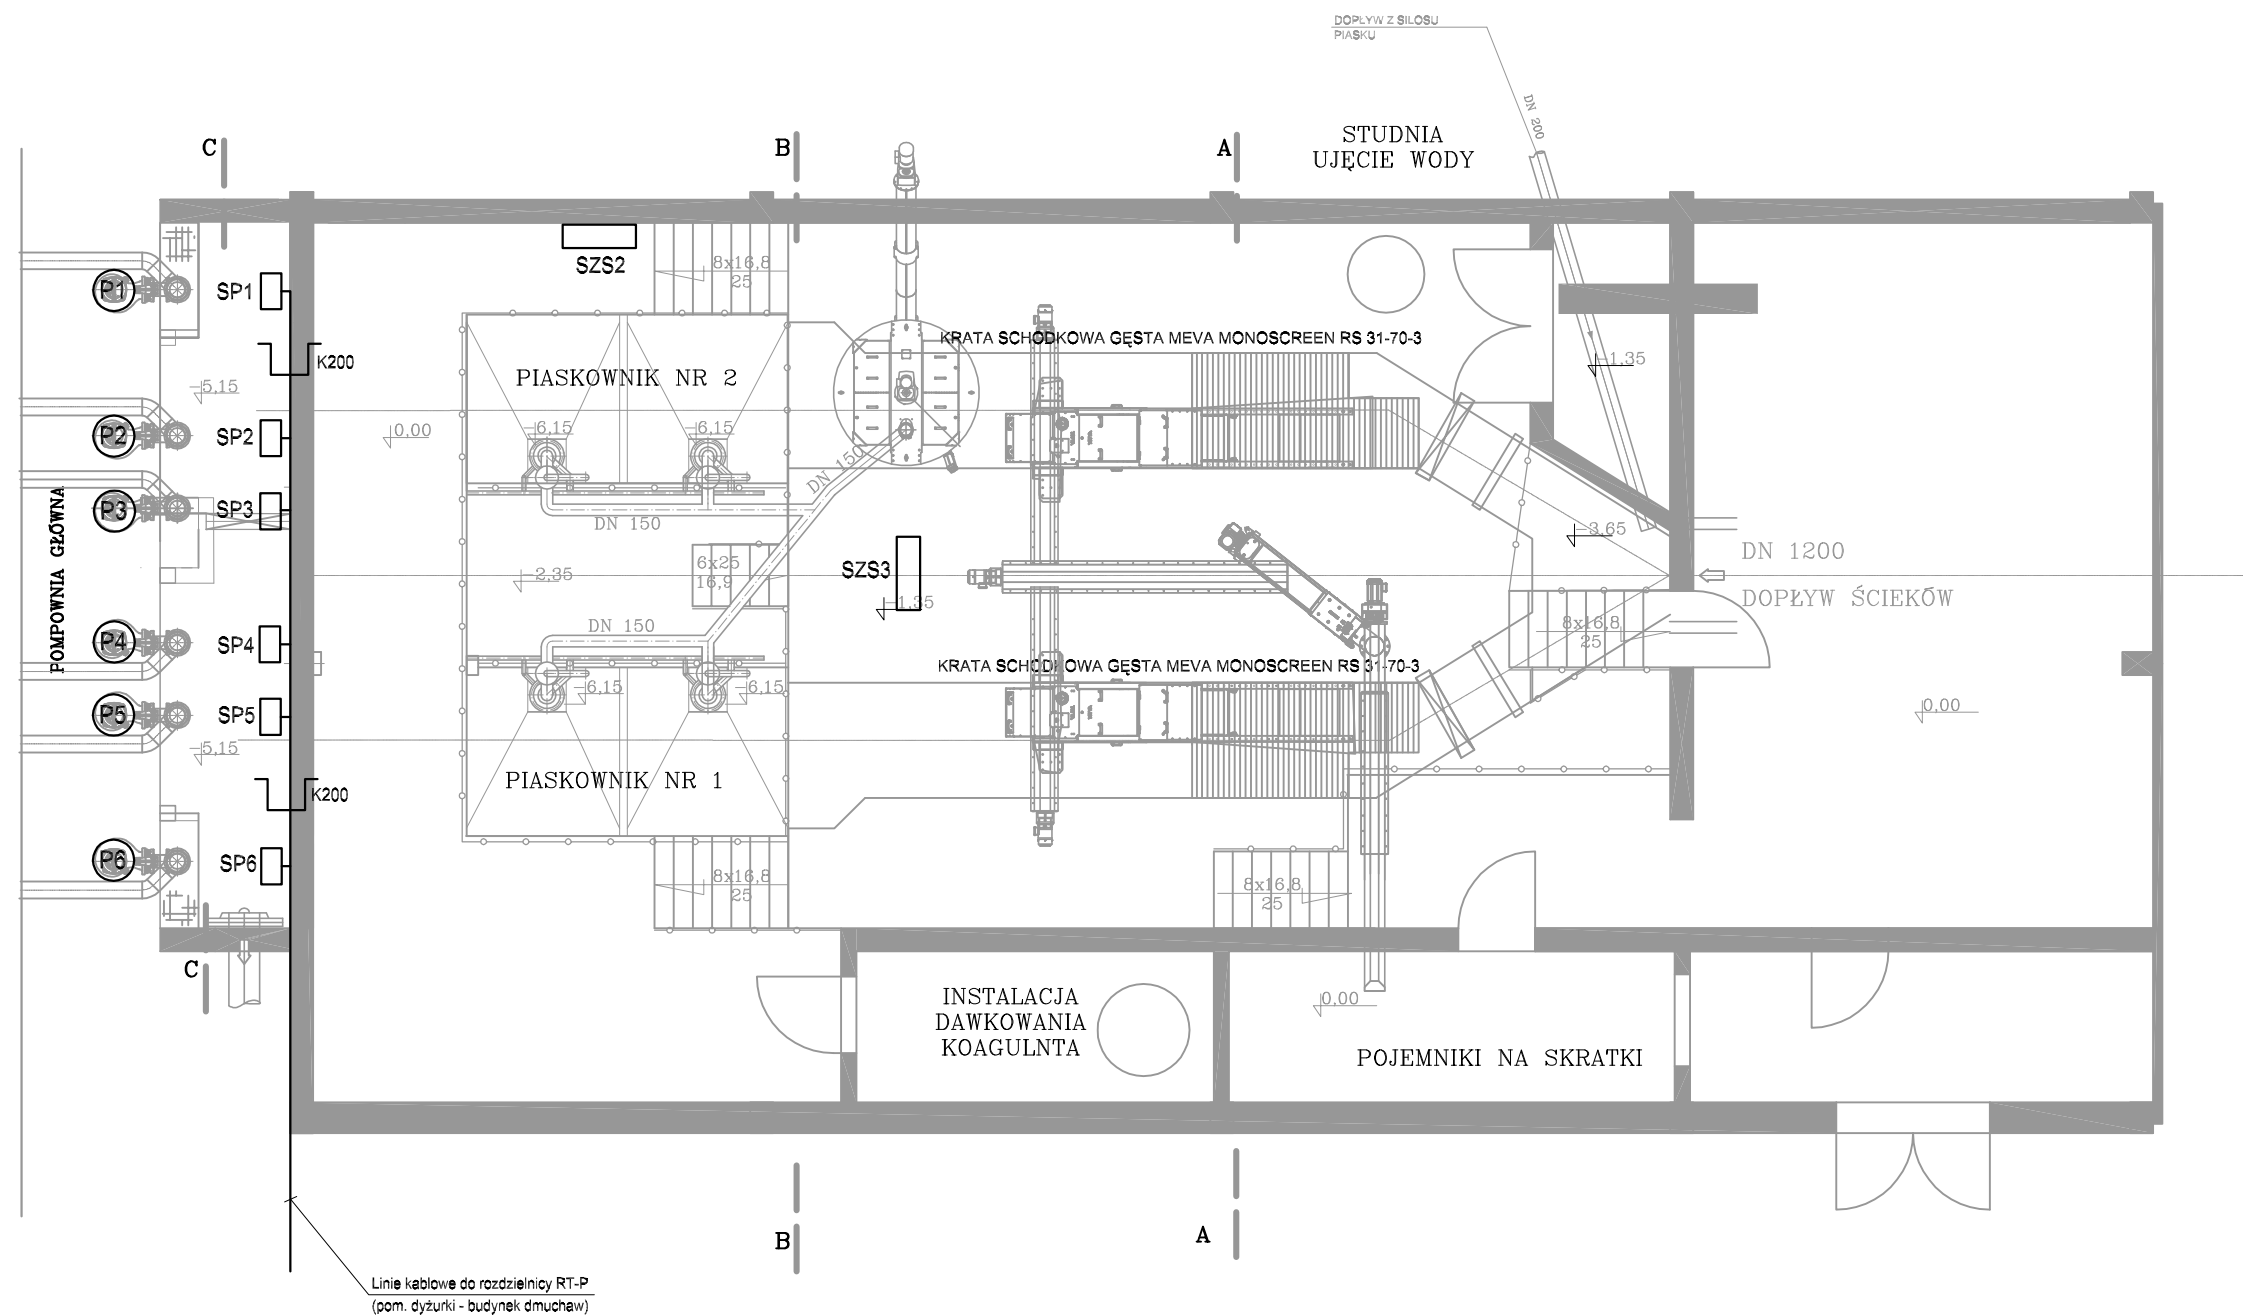 DOPŁYW Z SILOSU
PIASKU
DN 200
STUDNIA
UJĘCIE WODY
C
B
A
SZS2
8x16,8
25
P1
SP1
K200
KRATA SCHODKOWA GĘSTA MEVA MONOSCREEN RS 31-70-3
-1,35
PIASKOWNIK NR 2
-5,15
0,00
-6,15
-6,15
P2
SP2
DN 150
P3
SP3
DN 150
POMPOWNIA GŁÓWNA
-3,65
DN 1200
DOPŁYW ŚCIEKÓW
6x25
16,9
-2,35
SZS3
-1,35
DN 150
8x16,8
25
P4
SP4
KRATA SCHODKOWA GĘSTA MEVA MONOSCREEN RS 31-70-3
-6,15
-6,15
P5
SP5
0,00
-5,15
PIASKOWNIK NR 1
K200
P6
SP6
8x16,8
25
8x16,8
25
C
INSTALACJA
DAWKOWANIA
KOAGULNTA
0,00
POJEMNIKI NA SKRATKI
B
A
Linie kablowe do rozdzielnicy RT-P
(pom. dyżurki - budynek dmuchaw)